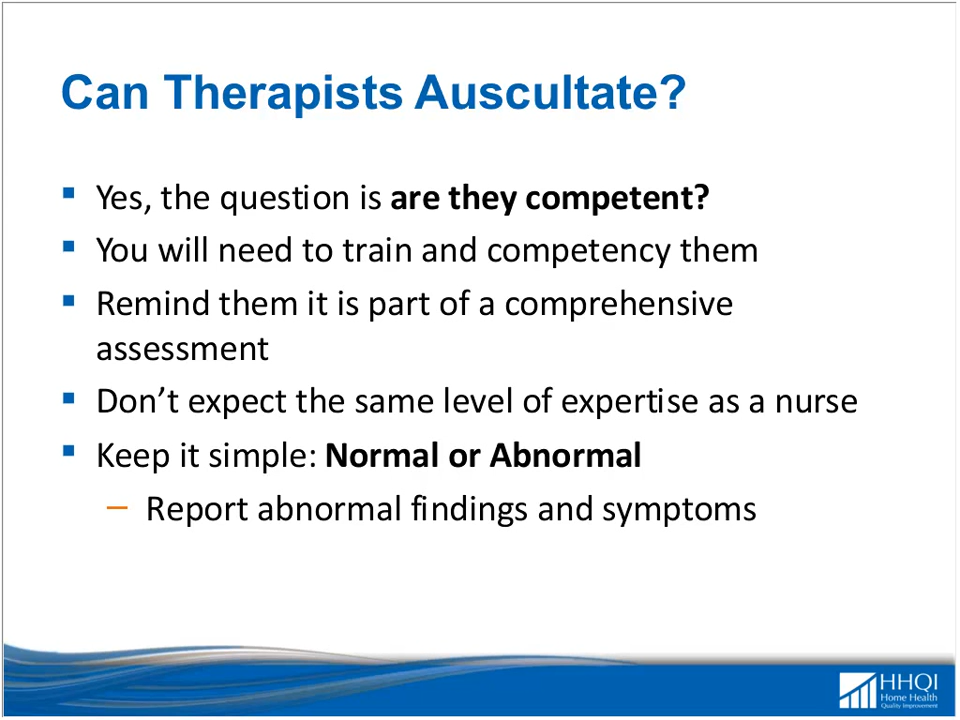 Can Therapists Auscultate?
▪ Yes, the question is are they competent?
▪ You will need to train and competency them
▪ Remind them it is part of a comprehensive
assessment
▪ Don’t expect the same level of expertise as a nurse
▪ Keep it simple: Normal or Abnormal
– Report abnormal findings and symptoms
HHQI
Home Health
Quality Improvement